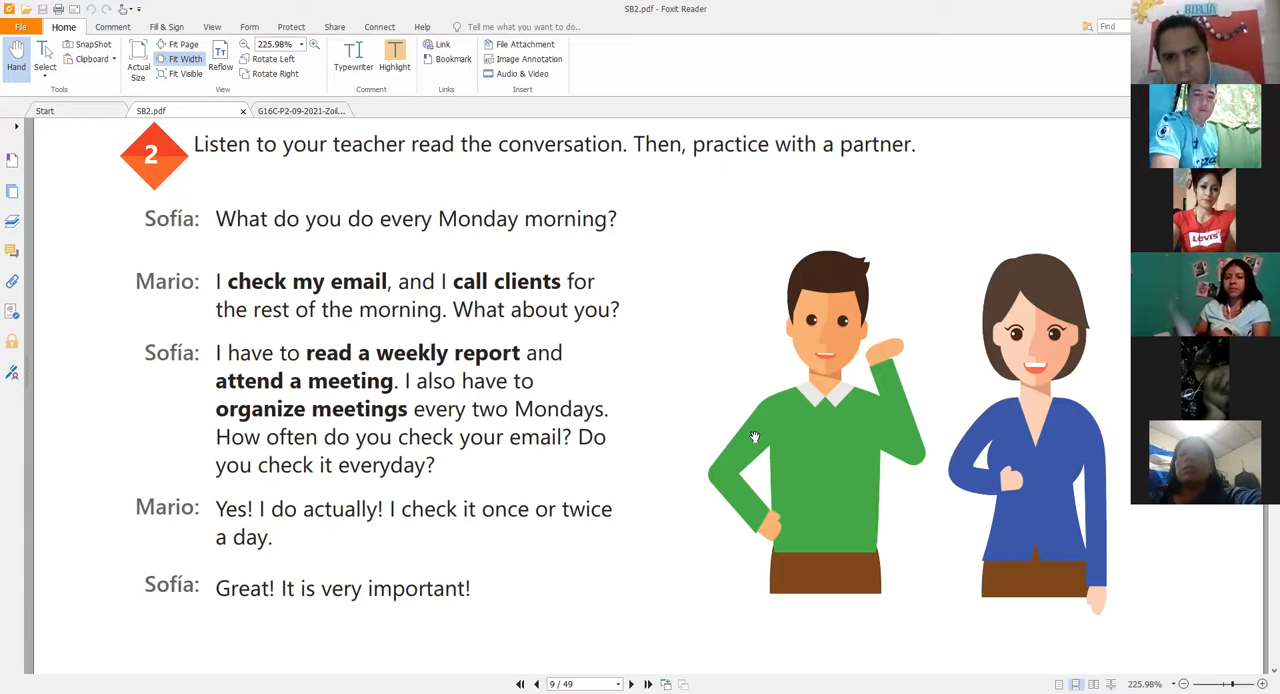 SB2.pdf - Foxit Reader
File Home Comment Fill & Sign View Form Protect Share Connect Help Tell me what you want to do... Find
Hand
Select
SnapShot
Clipboard
Actual Size
Fit Page
Fit Width
Fit Visible
Reflow
225.98%
Rotate Left
Rotate Right
Typewriter
Highlight
Link
Bookmark
File Attachment
Image Annotation
Audio & Video
Tools View Comment Links Insert
Start SB2.pdf G16C-P2-09-2021-Zoil...
2 Listen to your teacher read the conversation. Then, practice with a partner.
Sofía: What do you do every Monday morning?
Mario: I check my email, and I call clients for
the rest of the morning. What about you?
Sofía: I have to read a weekly report and
attend a meeting. I also have to
organize meetings every two Mondays.
How often do you check your email? Do
you check it everyday?
Mario: Yes! I do actually! I check it once or twice
a day.
Sofía: Great! It is very important!
BIBLIA
LEVI'S
9 / 49
225.98%